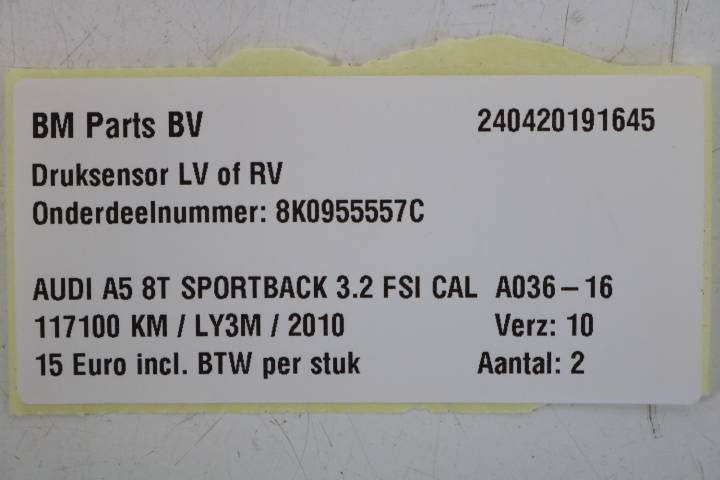 BM Parts BV 240420191645
Druksensor LV of RV
Onderdeelnummer: 8K0955557C
AUDI A5 8T SPORTBACK 3.2 FSI CAL A036-16
117100 KM / LY3M / 2010 Verz: 10
15 Euro incl. BTW per stuk Aantal: 2